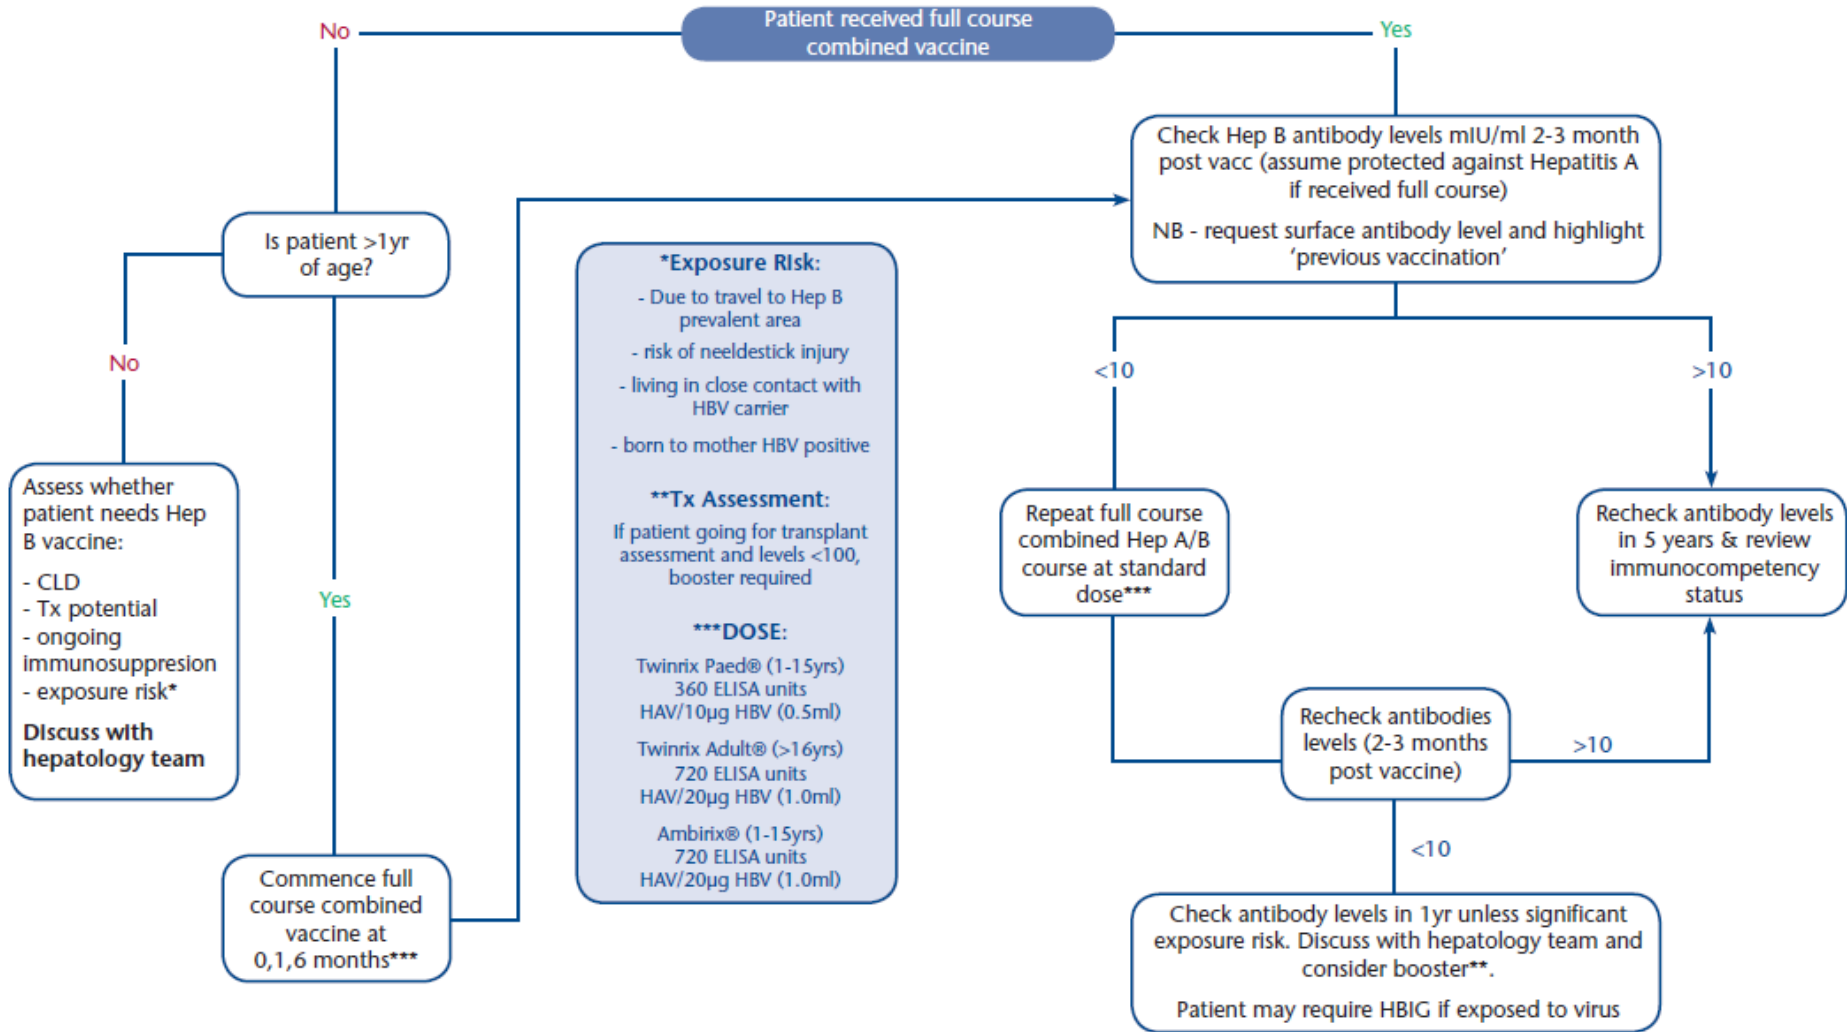 Patient received full course
combined vaccine
No
Yes
Is patient >1yr
of age?
No
Yes
Assess whether
patient needs Hep
B vaccine:
- CLD
- Tx potential
- ongoing
immunosuppresion
- exposure risk*
Discuss with
hepatology team
Commence full
course combined
vaccine at
0,1,6 months***
*Exposure Risk:
- Due to travel to Hep B
prevalent area
- risk of neeldestick injury
- living in close contact with
HBV carrier
- born to mother HBV positive
**Tx Assessment:
If patient going for transplant
assessment and levels <100,
booster required
***DOSE:
Twinrix Paed® (1-15yrs)
360 ELISA units
HAV/10µg HBV (0.5ml)
Twinrix Adult® (>16yrs)
720 ELISA units
HAV/20µg HBV (1.0ml)
Ambirix® (1-15yrs)
720 ELISA units
HAV/20µg HBV (1.0ml)
Check Hep B antibody levels mIU/ml 2-3 month
post vacc (assume protected against Hepatitis A
if received full course)
NB - request surface antibody level and highlight
‘previous vaccination’
<10
>10
Repeat full course
combined Hep A/B
course at standard
dose***
Recheck antibody levels
in 5 years & review
immunocompetency
status
Recheck antibodies
levels (2-3 months
post vaccine)
>10
<10
Check antibody levels in 1yr unless significant
exposure risk. Discuss with hepatology team and
consider booster**.
Patient may require HBIG if exposed to virus